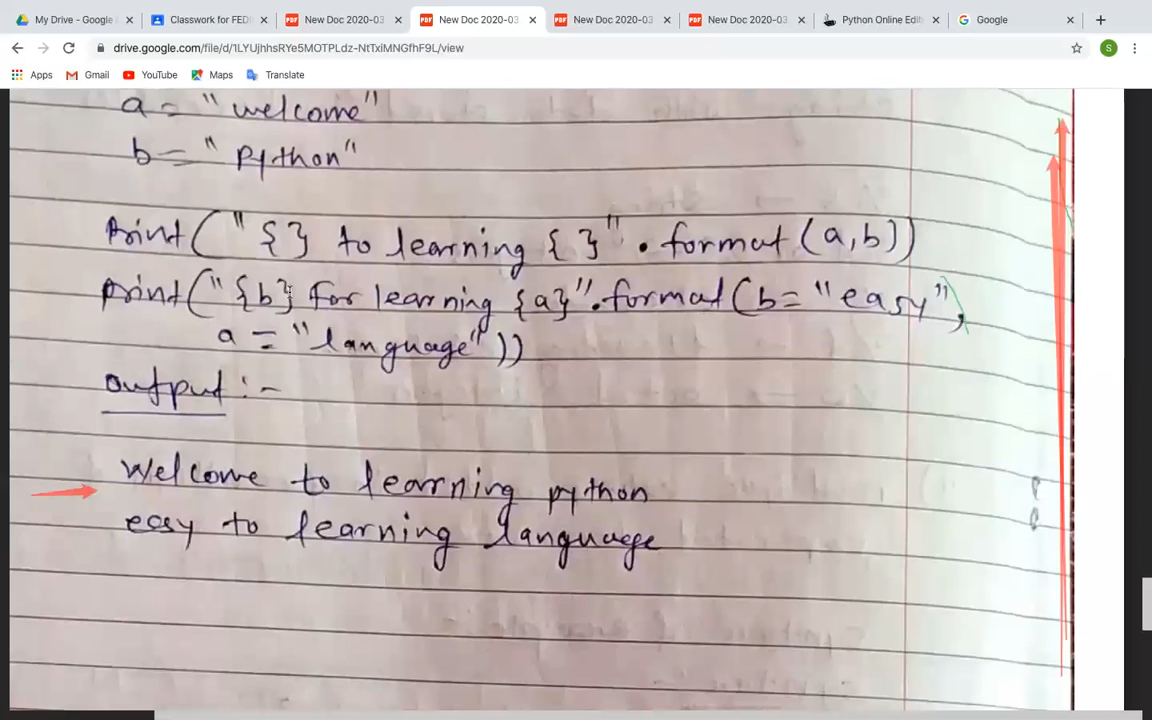 My Drive - Google
Classwork for FED
New Doc 2020-03
New Doc 2020-03
New Doc 2020-03
New Doc 2020-03
Python Online Edit
Google
drive.google.com/file/d/1LYUjhhsRYe5MOTPLdz-NtTxiMNGfhF9L/view
S
Apps
Gmail
YouTube
Maps
Translate
a = "welcome"
b = "python"
Print("{} to learning { }" . format (a,b))
Print("{b} for learning {a}".format(b="easy",
a = "language"))
output :-
Welcome to learning python
easy to learning language